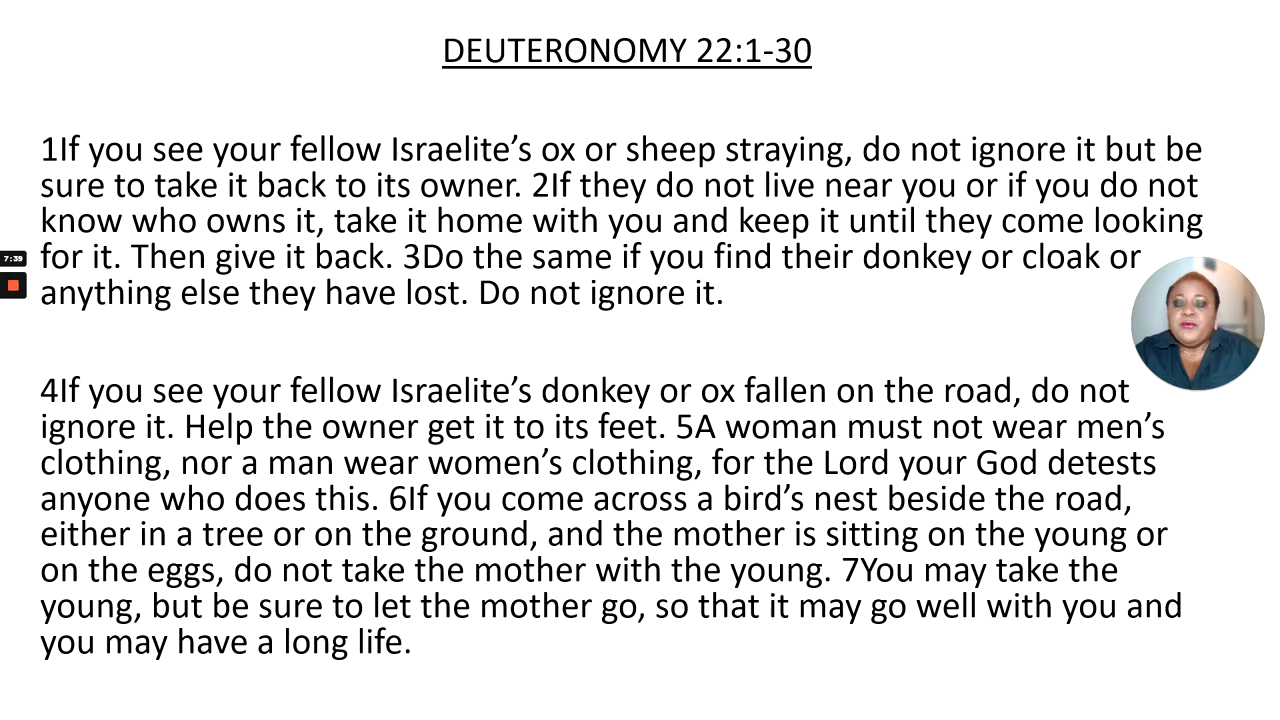 DEUTERONOMY 22:1-30
1If you see your fellow Israelite’s ox or sheep straying, do not ignore it but be
sure to take it back to its owner. 2If they do not live near you or if you do not
know who owns it, take it home with you and keep it until they come looking
for it. Then give it back. 3Do the same if you find their donkey or cloak or
anything else they have lost. Do not ignore it.
7:39
4If you see your fellow Israelite’s donkey or ox fallen on the road, do not
ignore it. Help the owner get it to its feet. 5A woman must not wear men’s
clothing, nor a man wear women’s clothing, for the Lord your God detests
anyone who does this. 6If you come across a bird’s nest beside the road,
either in a tree or on the ground, and the mother is sitting on the young or
on the eggs, do not take the mother with the young. 7You may take the
young, but be sure to let the mother go, so that it may go well with you and
you may have a long life.